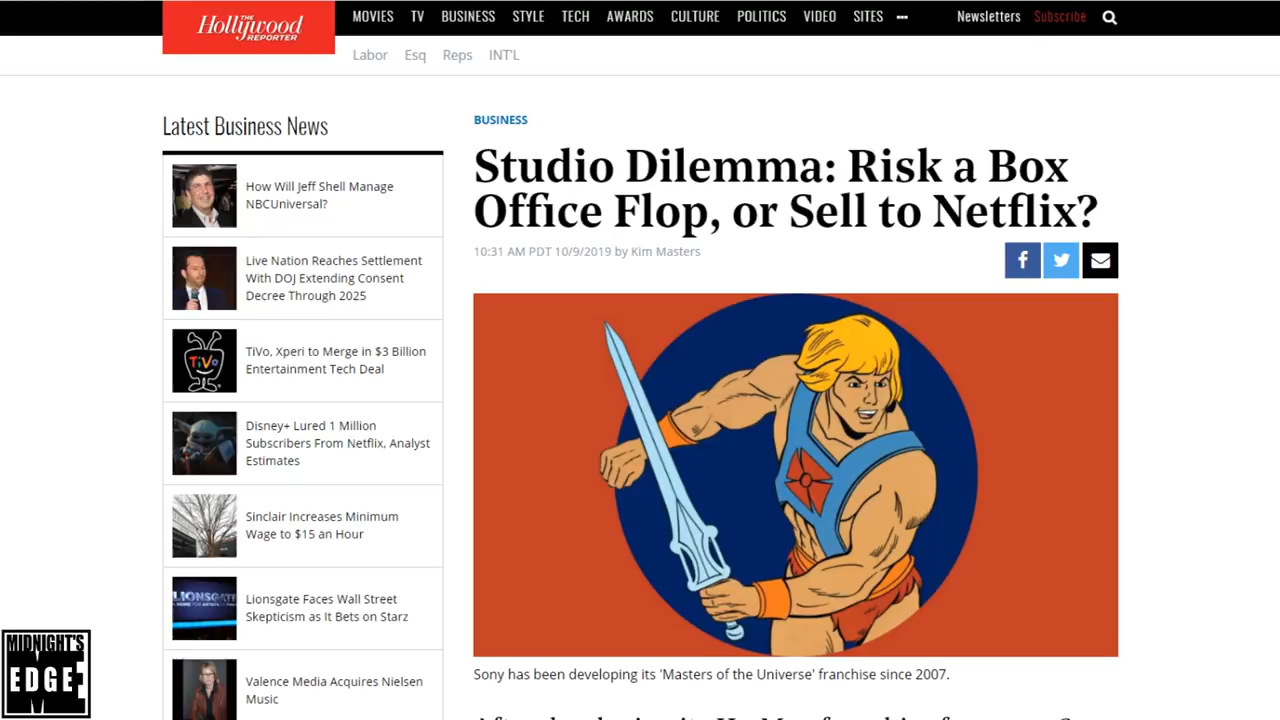 THE
Hollywood
REPORTER
MOVIES TV BUSINESS STYLE TECH AWARDS CULTURE POLITICS VIDEO SITES ••• Newsletters Subscribe
Labor Esq Reps INT'L
Latest Business News
How Will Jeff Shell Manage
NBCUniversal?
Live Nation Reaches Settlement
With DOJ Extending Consent
Decree Through 2025
TiVo
TiVo, Xperi to Merge in $3 Billion
Entertainment Tech Deal
Disney+ Lured 1 Million
Subscribers From Netflix, Analyst
Estimates
Sinclair Increases Minimum
Wage to $15 an Hour
LIONSGATE
Lionsgate Faces Wall Street
Skepticism as It Bets on Starz
Valence Media Acquires Nielsen
Music
BUSINESS
Studio Dilemma: Risk a Box
Office Flop, or Sell to Netflix?
10:31 AM PDT 10/9/2019 by Kim Masters
Sony has been developing its 'Masters of the Universe' franchise since 2007.
MIDNIGHT'S
EDGE